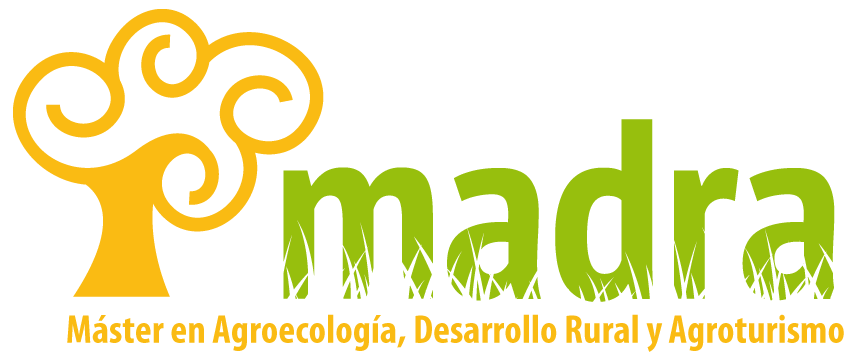 madra
Máster en Agroecología, Desarrollo Rural y Agroturismo